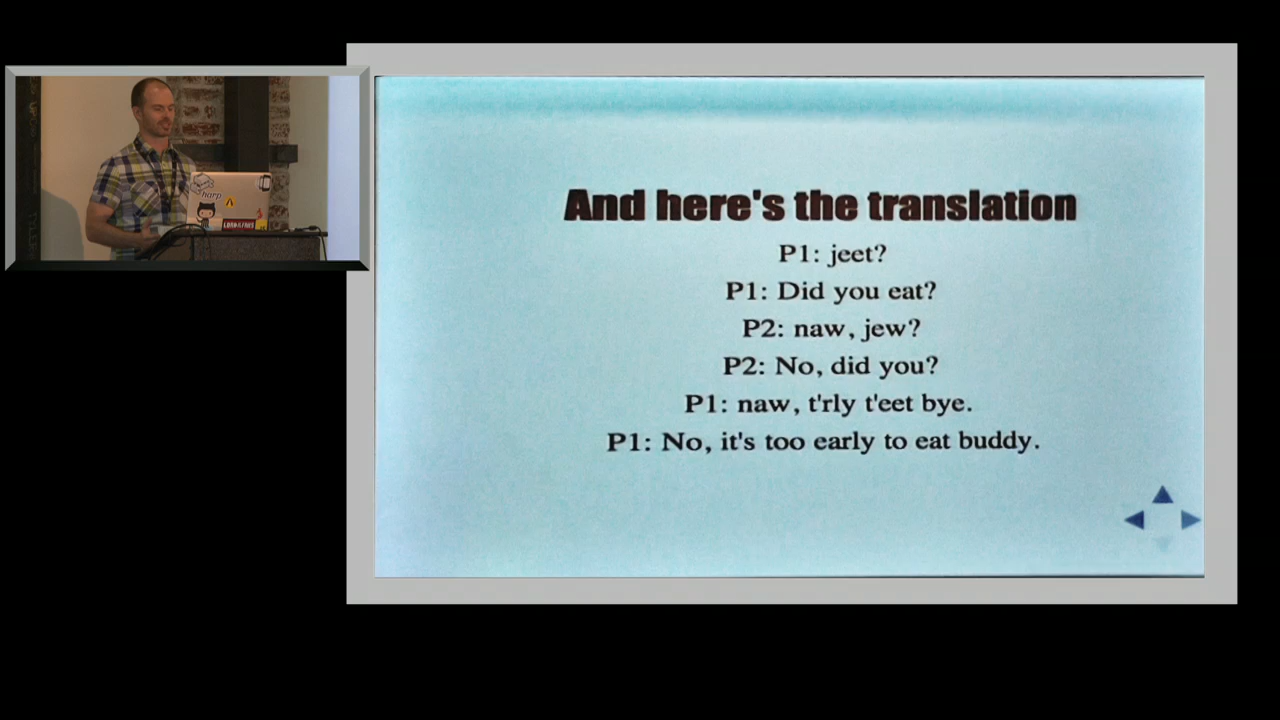 And here's the translation
P1: jeet?
P1: Did you eat?
P2: naw, jew?
P2: No, did you?
P1: naw, t'rly t'eet bye.
P1: No, it's too early to eat buddy.
harp